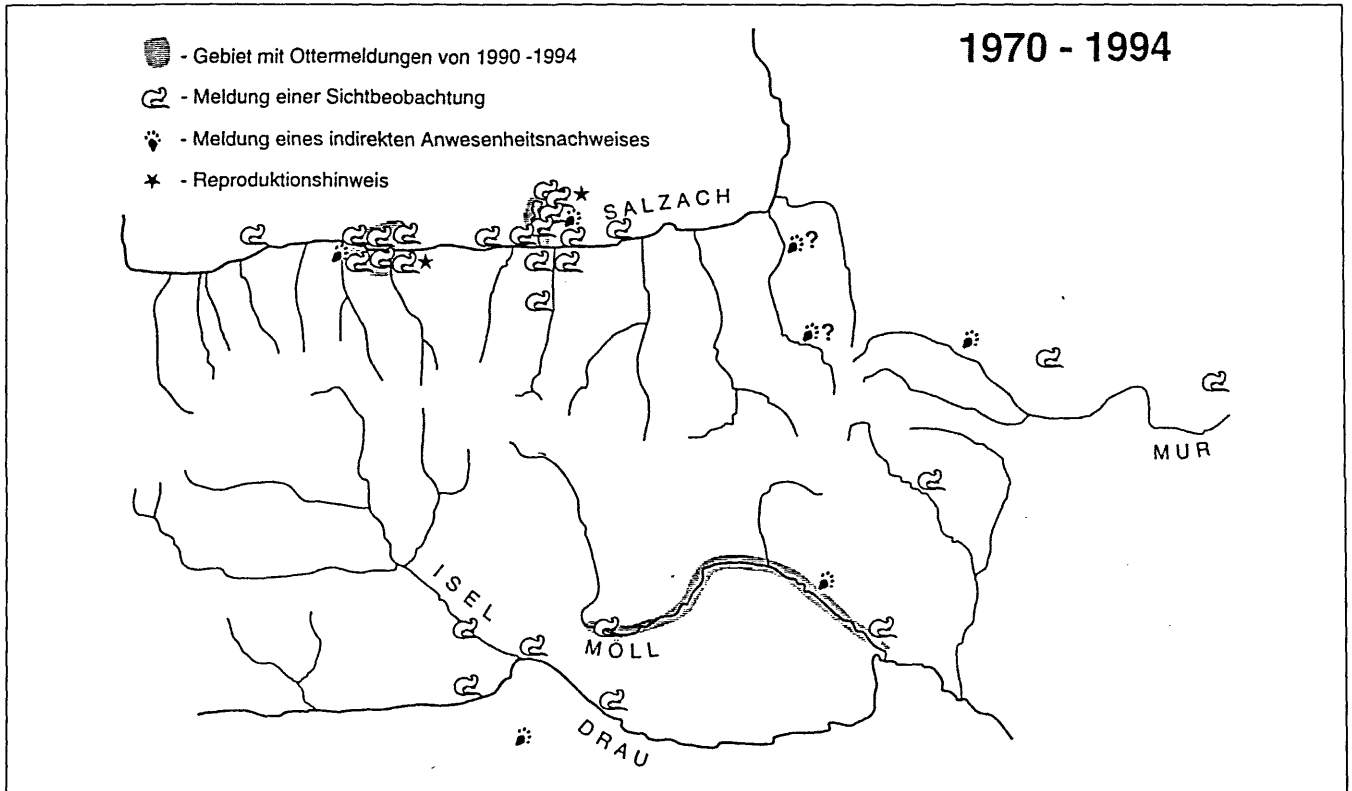 1970 - 1994
- Gebiet mit Ottermeldungen von 1990 -1994
- Meldung einer Sichtbeobachtung
- Meldung eines indirekten Anwesenheitsnachweises
- Reproduktionshinweis
SALZACH
?
?
MUR
ISEL
MÖLL
DRAU